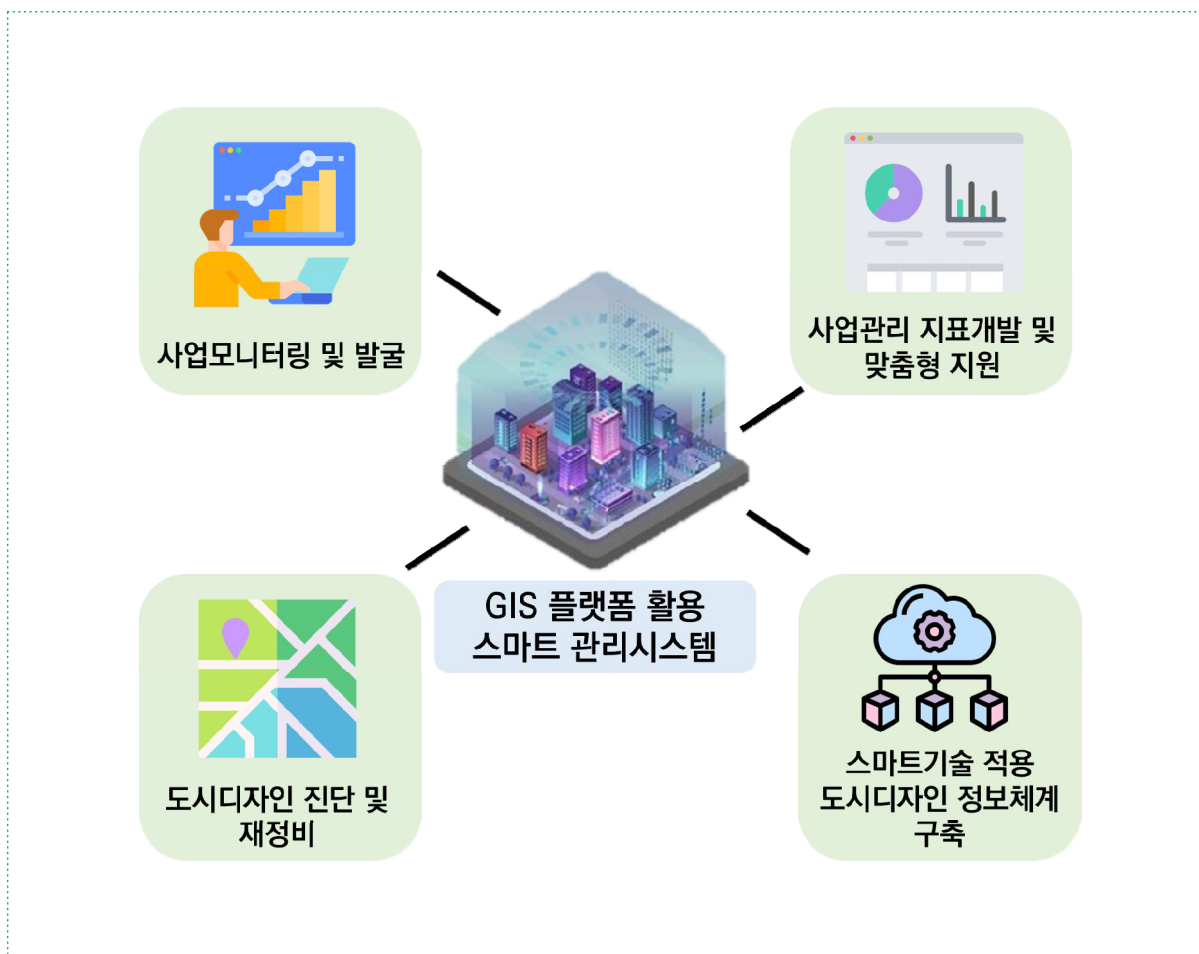 사업모니터링 및 발굴
사업관리 지표개발 및
맞춤형 지원
GIS 플랫폼 활용
스마트 관리시스템
도시디자인 진단 및
재정비
스마트기술 적용
도시디자인 정보체계
구축